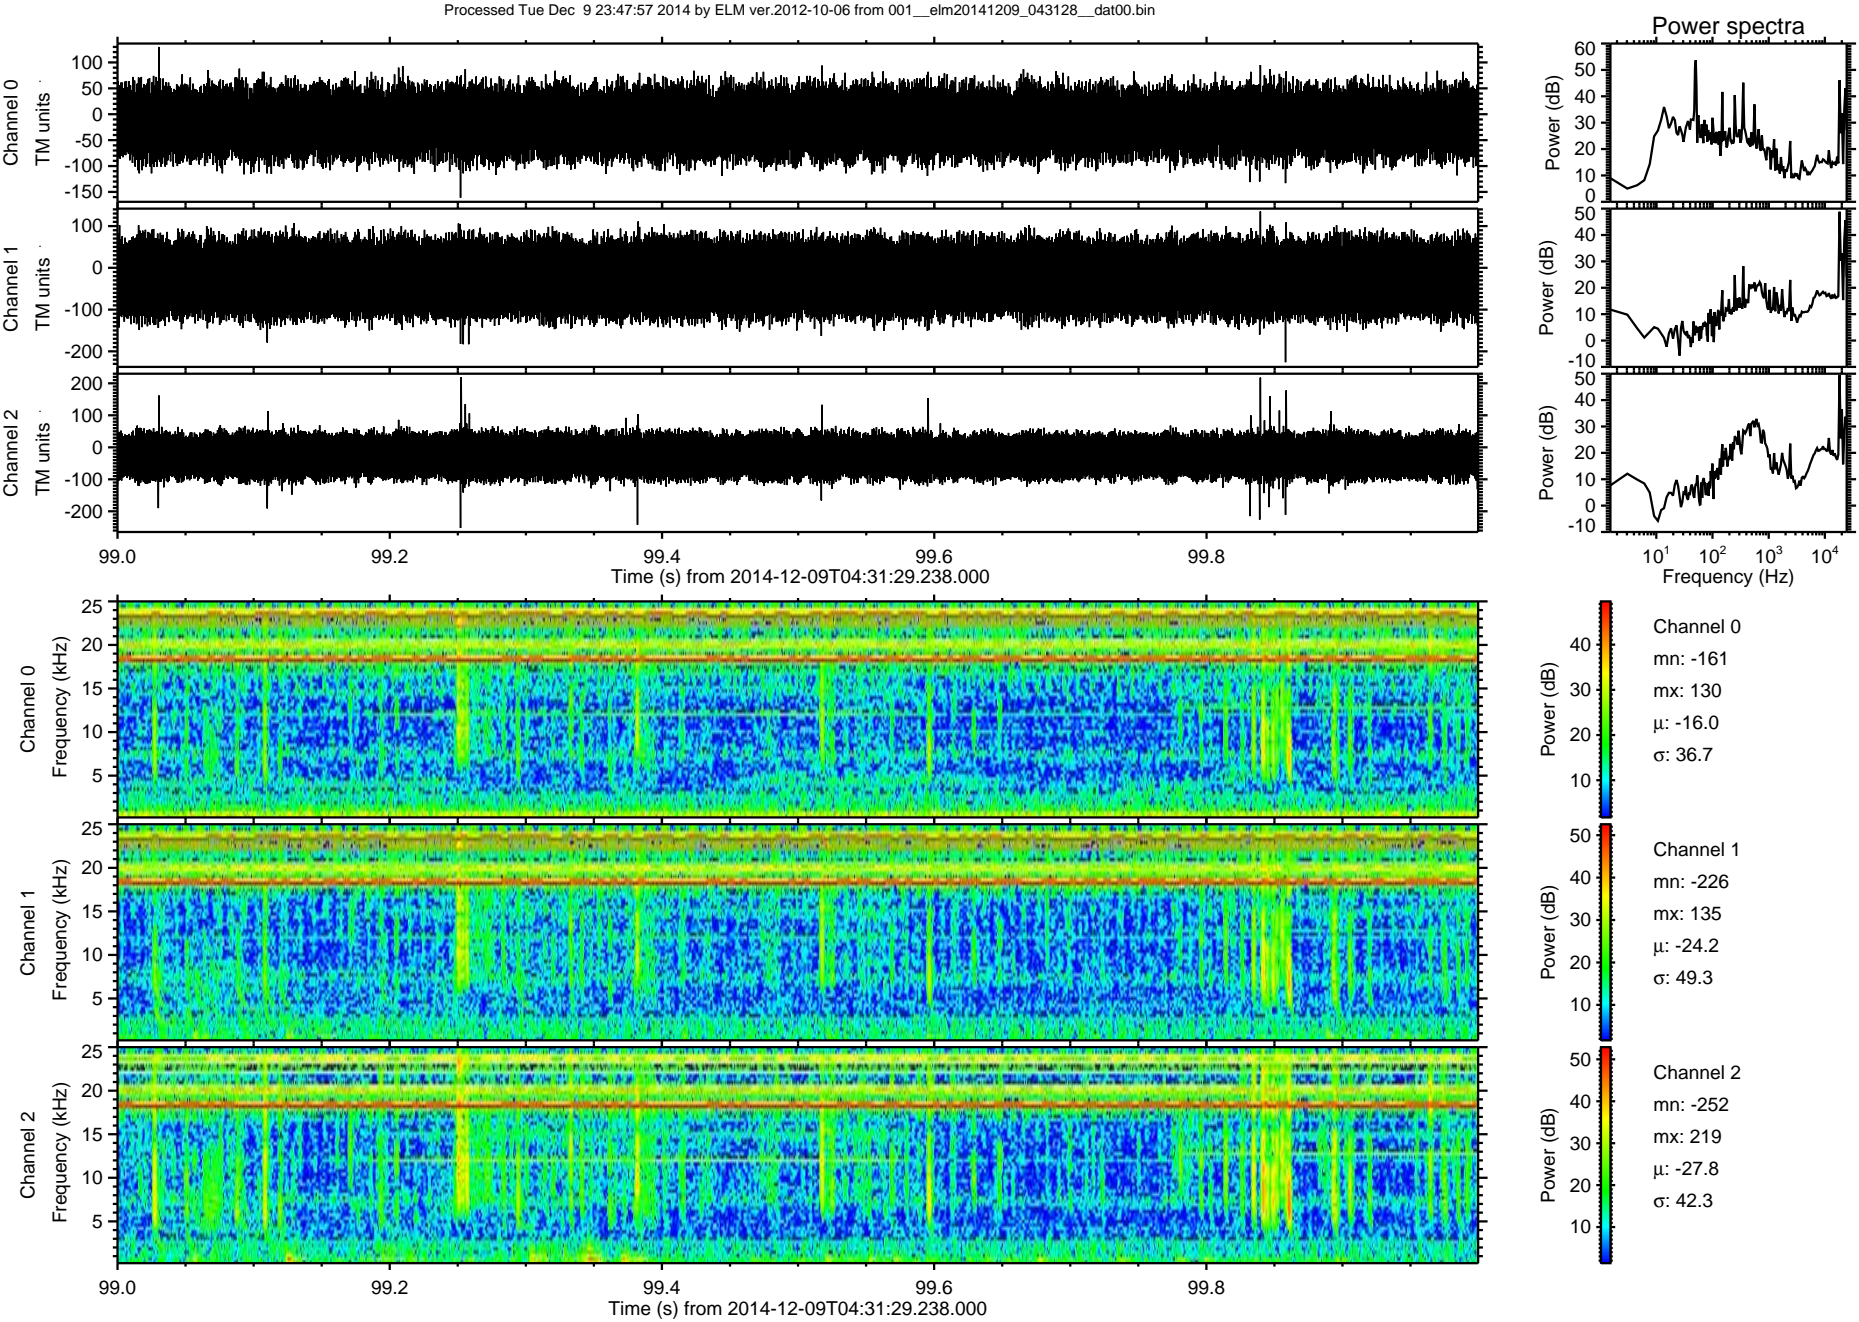 Processed Tue Dec  9 23:47:57 2014 by ELM ver.2012-10-06 from 001__elm20141209_043128__dat00.bin
Power spectra
Channel 0
TM units
100
50
0
-50
-100
-150
Power (dB)
60
50
40
30
20
10
0
Channel 1
TM units
100
0
-100
-200
Power (dB)
50
40
30
20
10
0
-10
Channel 2
TM units
200
100
0
-100
-200
Power (dB)
50
40
30
20
10
0
-10
99.0 99.2 99.4 99.6 99.8
Time (s) from 2014-12-09T04:31:29.238.000
10¹ 10² 10³ 10⁴
Frequency (Hz)
Channel 0
Frequency (kHz)
25
20
15
10
5
Power (dB)
40
30
20
10
Channel 0
mn: -161
mx: 130
μ: -16.0
σ: 36.7
Channel 1
Frequency (kHz)
25
20
15
10
5
Power (dB)
50
40
30
20
10
Channel 1
mn: -226
mx: 135
μ: -24.2
σ: 49.3
Channel 2
Frequency (kHz)
25
20
15
10
5
Power (dB)
50
40
30
20
10
Channel 2
mn: -252
mx: 219
μ: -27.8
σ: 42.3
99.0 99.2 99.4 99.6 99.8
Time (s) from 2014-12-09T04:31:29.238.000